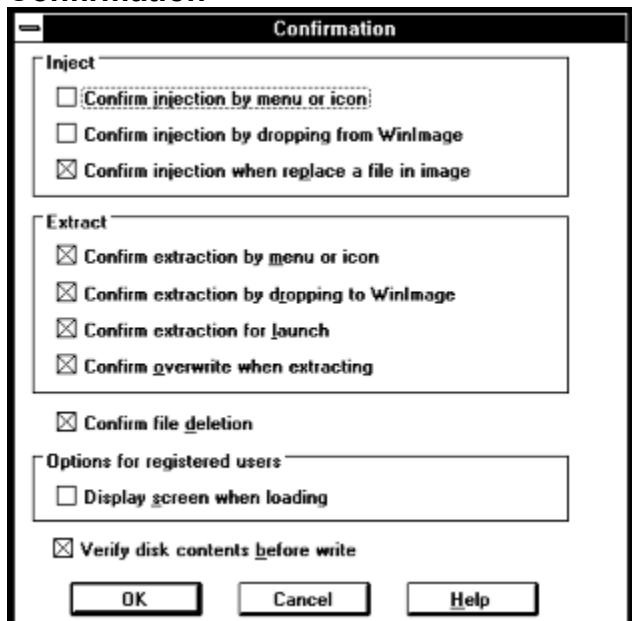 Confirmation
Confirmation
Inject
Confirm injection by menu or icon
Confirm injection by dropping from WinImage
Confirm injection when replace a file in image
Extract
Confirm extraction by menu or icon
Confirm extraction by dropping to WinImage
Confirm extraction for launch
Confirm overwrite when extracting
Confirm file deletion
Options for registered users
Display screen when loading
Verify disk contents before write
OK Cancel Help